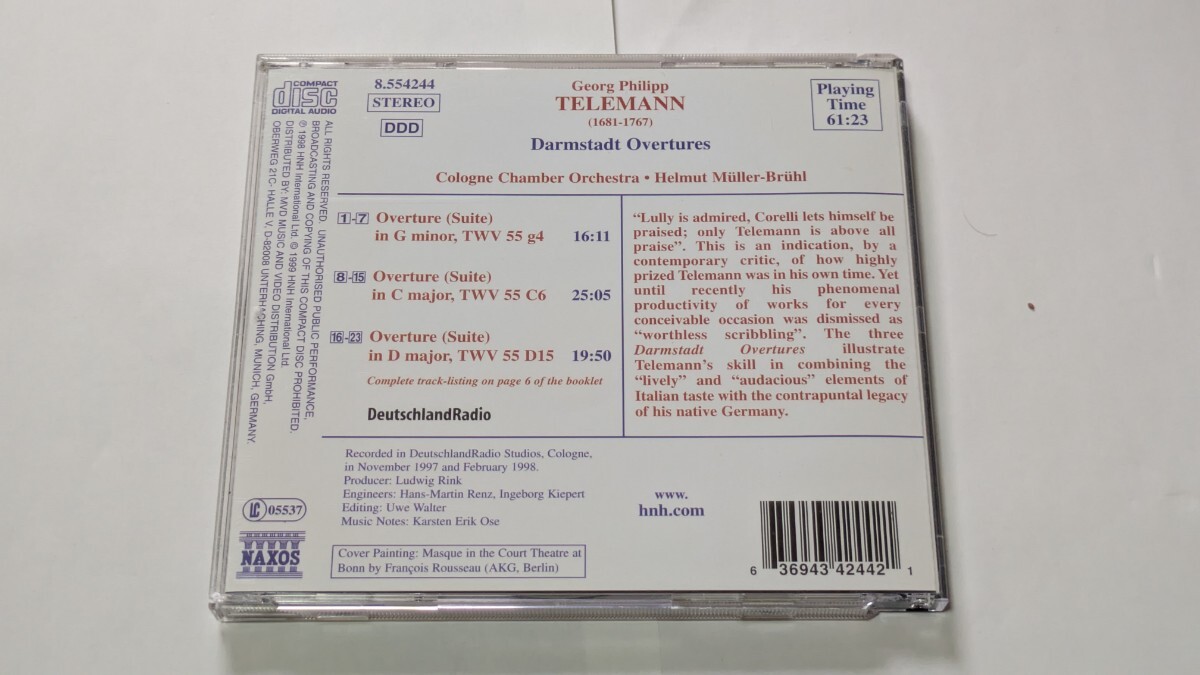 COMPACT
disc
DIGITAL AUDIO
8.554244
STEREO
DDD
Georg Philipp
TELEMANN
(1681-1767)
Darmstadt Overtures
Cologne Chamber Orchestra • Helmut Müller-Brühl
Playing
Time
61:23
1-7 Overture (Suite)
in G minor, TWV 55 g4 16:11
8-15 Overture (Suite)
in C major, TWV 55 C6 25:05
16-23 Overture (Suite)
in D major, TWV 55 D15 19:50
Complete track-listing on page 6 of the booklet
DeutschlandRadio
“Lully is admired, Corelli lets himself be
praised; only Telemann is above all
praise”. This is an indication, by a
contemporary critic, of how highly
prized Telemann was in his own time. Yet
until recently his phenomenal
productivity of works for every
conceivable occasion was dismissed as
“worthless scribbling”. The three
Darmstadt Overtures illustrate
Telemann’s skill in combining the
“lively” and “audacious” elements of
Italian taste with the contrapuntal legacy
of his native Germany.
Recorded in DeutschlandRadio Studios, Cologne,
in November 1997 and February 1998.
Producer: Ludwig Rink
Engineers: Hans-Martin Renz, Ingeborg Kiepert
Editing: Uwe Walter
Music Notes: Karsten Erik Ose
Cover Painting: Masque in the Court Theatre at
Bonn by François Rousseau (AKG, Berlin)
www.
hnh.com
6 36943 42442 1
ALL RIGHTS RESERVED. UNAUTHORISED PUBLIC PERFORMANCE,
BROADCASTING AND COPYING OF THIS COMPACT DISC PROHIBITED.
℗ 1998 HNH International Ltd. © 1999 HNH International Ltd.
DISTRIBUTED BY: MVD MUSIC AND VIDEO DISTRIBUTION GmbH,
OBERWEG 21C- HALLE V, D-82008 UNTERHACHING, MUNICH, GERMANY.
LC 05537
NAXOS